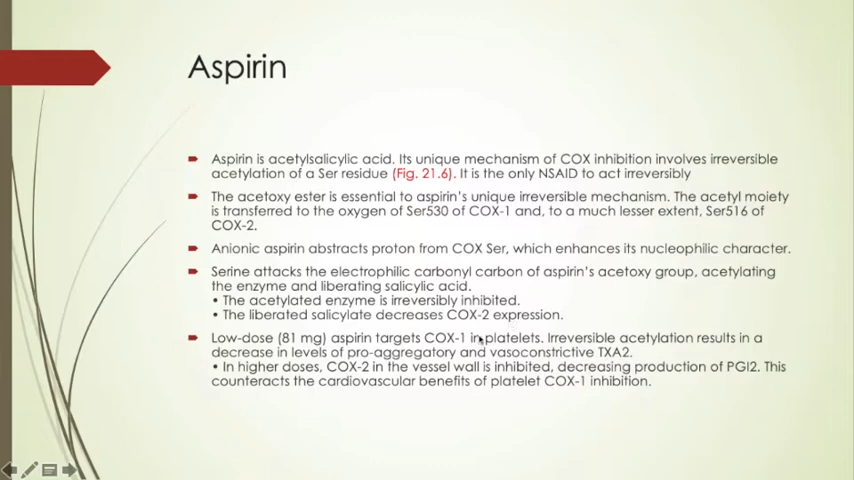 Aspirin
Aspirin is acetylsalicylic acid. Its unique mechanism of COX inhibition involves irreversible
acetylation of a Ser residue (Fig. 21.6). It is the only NSAID to act irreversibly
The acetoxy ester is essential to aspirin's unique irreversible mechanism. The acetyl moiety
is transferred to the oxygen of Ser530 of COX-1 and, to a much lesser extent, Ser516 of
COX-2.
Anionic aspirin abstracts proton from COX Ser, which enhances its nucleophilic character.
Serine attacks the electrophilic carbonyl carbon of aspirin's acetoxy group, acetylating
the enzyme and liberating salicylic acid.
• The acetylated enzyme is irreversibly inhibited.
• The liberated salicylate decreases COX-2 expression.
Low-dose (81 mg) aspirin targets COX-1 in platelets. Irreversible acetylation results in a
decrease in levels of pro-aggregatory and vasoconstrictive TXA2.
• In higher doses, COX-2 in the vessel wall is inhibited, decreasing production of PGI2. This
counteracts the cardiovascular benefits of platelet COX-1 inhibition.